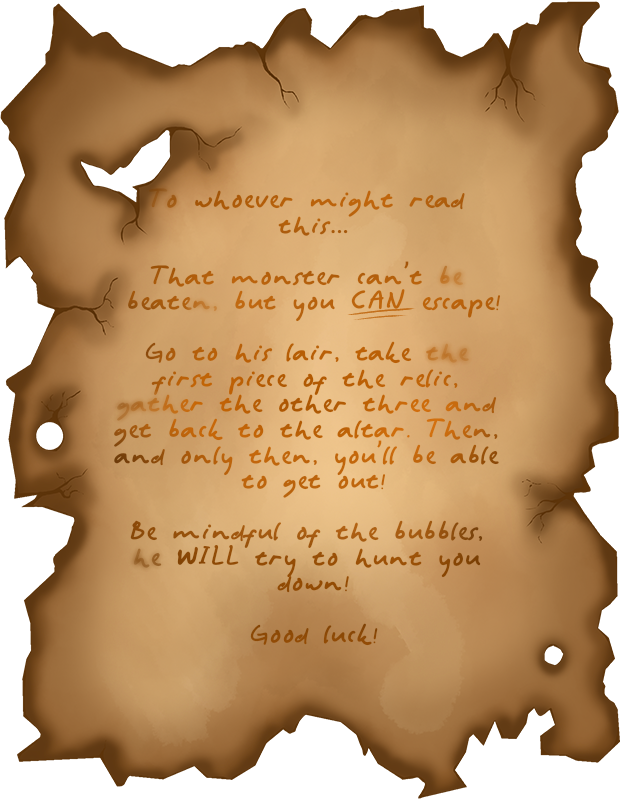 To whoever might read
this...
That monster can't be
beaten, but you CAN escape!
Go to his lair, take the
first piece of the relic,
gather the other three and
get back to the altar. Then,
and only then, you'll be able
to get out!
Be mindful of the bubbles,
he WILL try to hunt you
down!
Good luck!